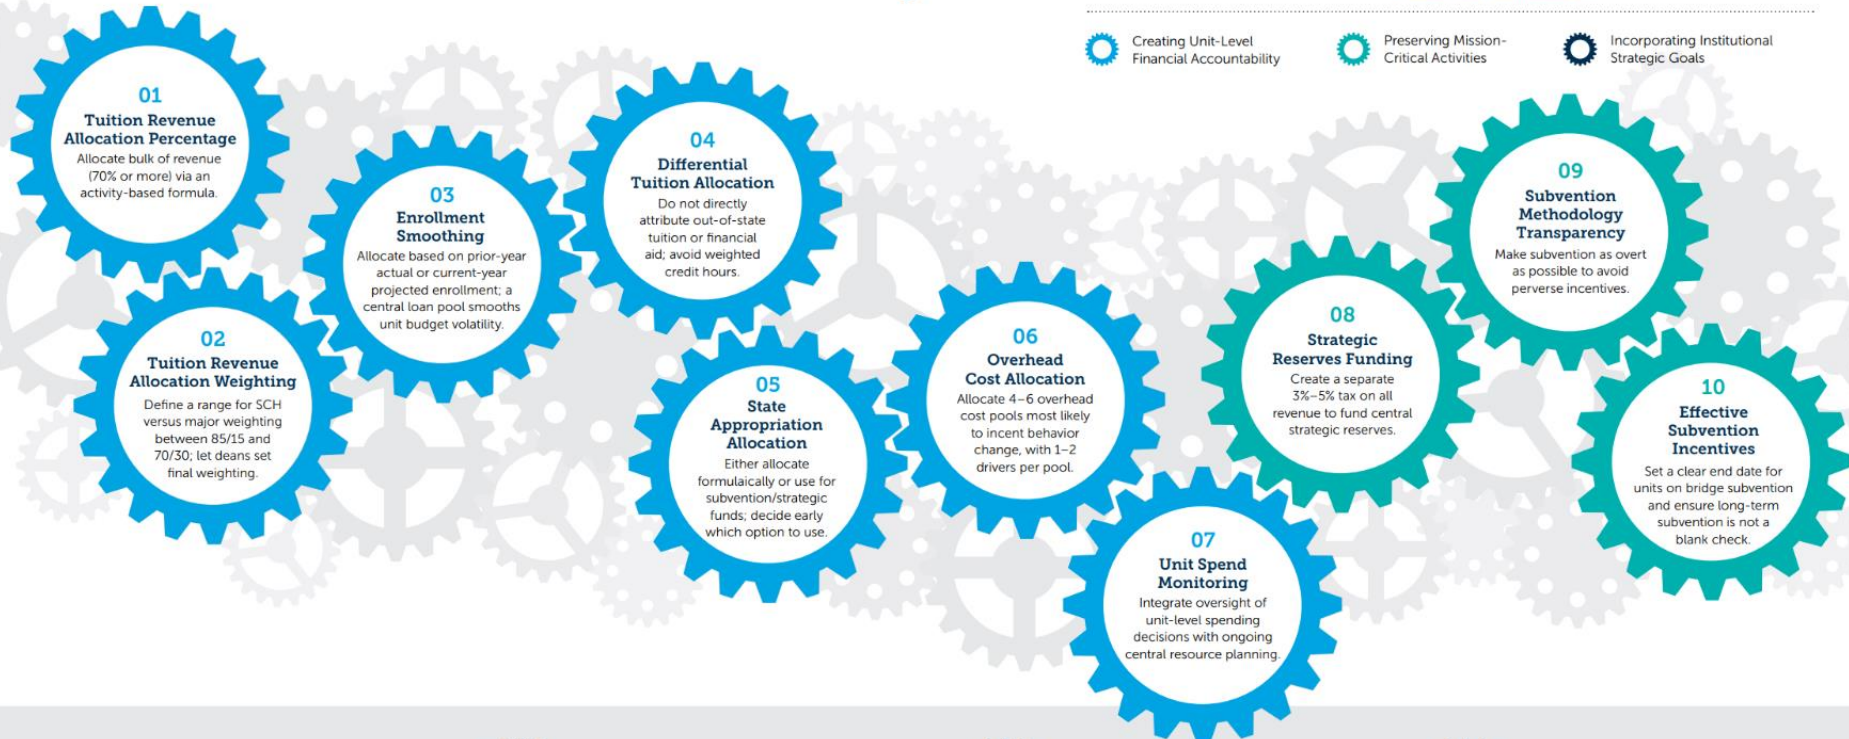 Creating Unit-Level
Financial Accountability
Preserving Mission-
Critical Activities
Incorporating Institutional
Strategic Goals
01
Tuition Revenue
Allocation Percentage
Allocate bulk of revenue
(70% or more) via an
activity-based formula.
02
Tuition Revenue
Allocation Weighting
Define a range for SCH
versus major weighting
between 85/15 and
70/30; let deans set
final weighting.
03
Enrollment
Smoothing
Allocate based on prior-year
actual or current-year
projected enrollment; a
central loan pool smooths
unit budget volatility.
04
Differential
Tuition Allocation
Do not directly
attribute out-of-state
tuition or financial
aid; avoid weighted
credit hours.
05
State
Appropriation
Allocation
Either allocate
formulaically or use for
subvention/strategic
funds; decide early
which option to use.
06
Overhead
Cost Allocation
Allocate 4–6 overhead
cost pools most likely
to incent behavior
change, with 1–2
drivers per pool.
07
Unit Spend
Monitoring
Integrate oversight of
unit-level spending
decisions with ongoing
central resource planning.
08
Strategic
Reserves Funding
Create a separate
3%–5% tax on all
revenue to fund central
strategic reserves.
09
Subvention
Methodology
Transparency
Make subvention as overt
as possible to avoid
perverse incentives.
10
Effective
Subvention
Incentives
Set a clear end date for
units on bridge subvention
and ensure long-term
subvention is not a
blank check.